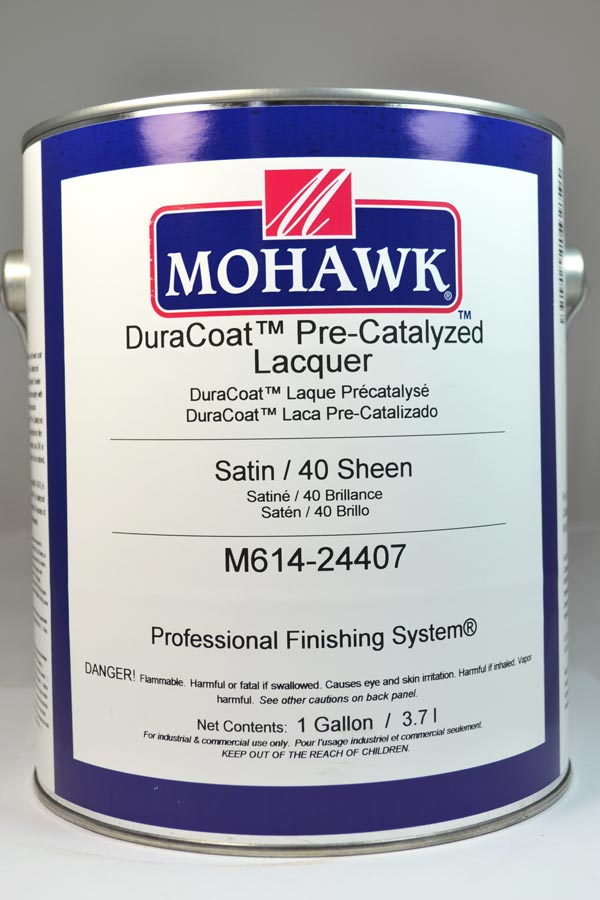 M
MOHAWK®
™
DuraCoat™ Pre-Catalyzed
Lacquer
DuraCoat™ Laque Précatalysé
DuraCoat™ Laca Pre-Catalizado
Satin / 40 Sheen
Satiné / 40 Brillance
Satén / 40 Brillo
M614-24407
Professional Finishing System®
DANGER! Flammable. Harmful or fatal if swallowed. Causes eye and skin irritation. Harmful if inhaled. Vapor
harmful. See other cautions on back panel.
Net Contents: 1 Gallon / 3.7 l
For industrial & commercial use only. Pour l'usage industriel et commercial seulement.
KEEP OUT OF THE REACH OF CHILDREN.